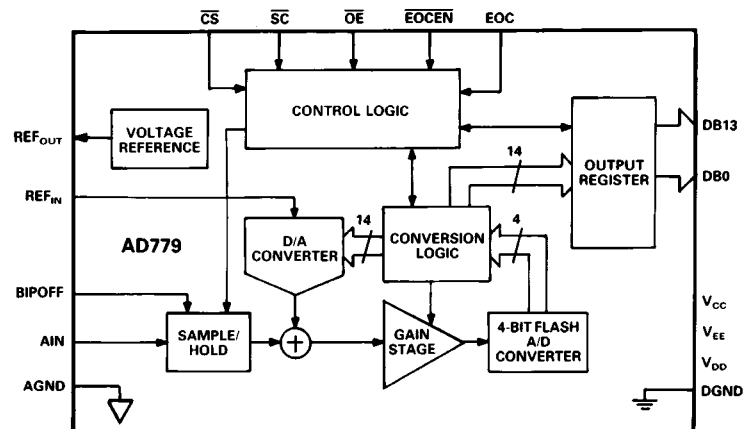 CS SC OE EOCEN EOC
CONTROL LOGIC
VOLTAGE
REFERENCE
REFOUT
OUTPUT
REGISTER
DB13
DB0
14
REFIN
D/A
CONVERTER
14
CONVERSION
LOGIC
4
AD779
BIPOFF
AIN
SAMPLE/
HOLD
+
GAIN
STAGE
4-BIT FLASH
A/D
CONVERTER
VCC
VEE
VDD
AGND
DGND